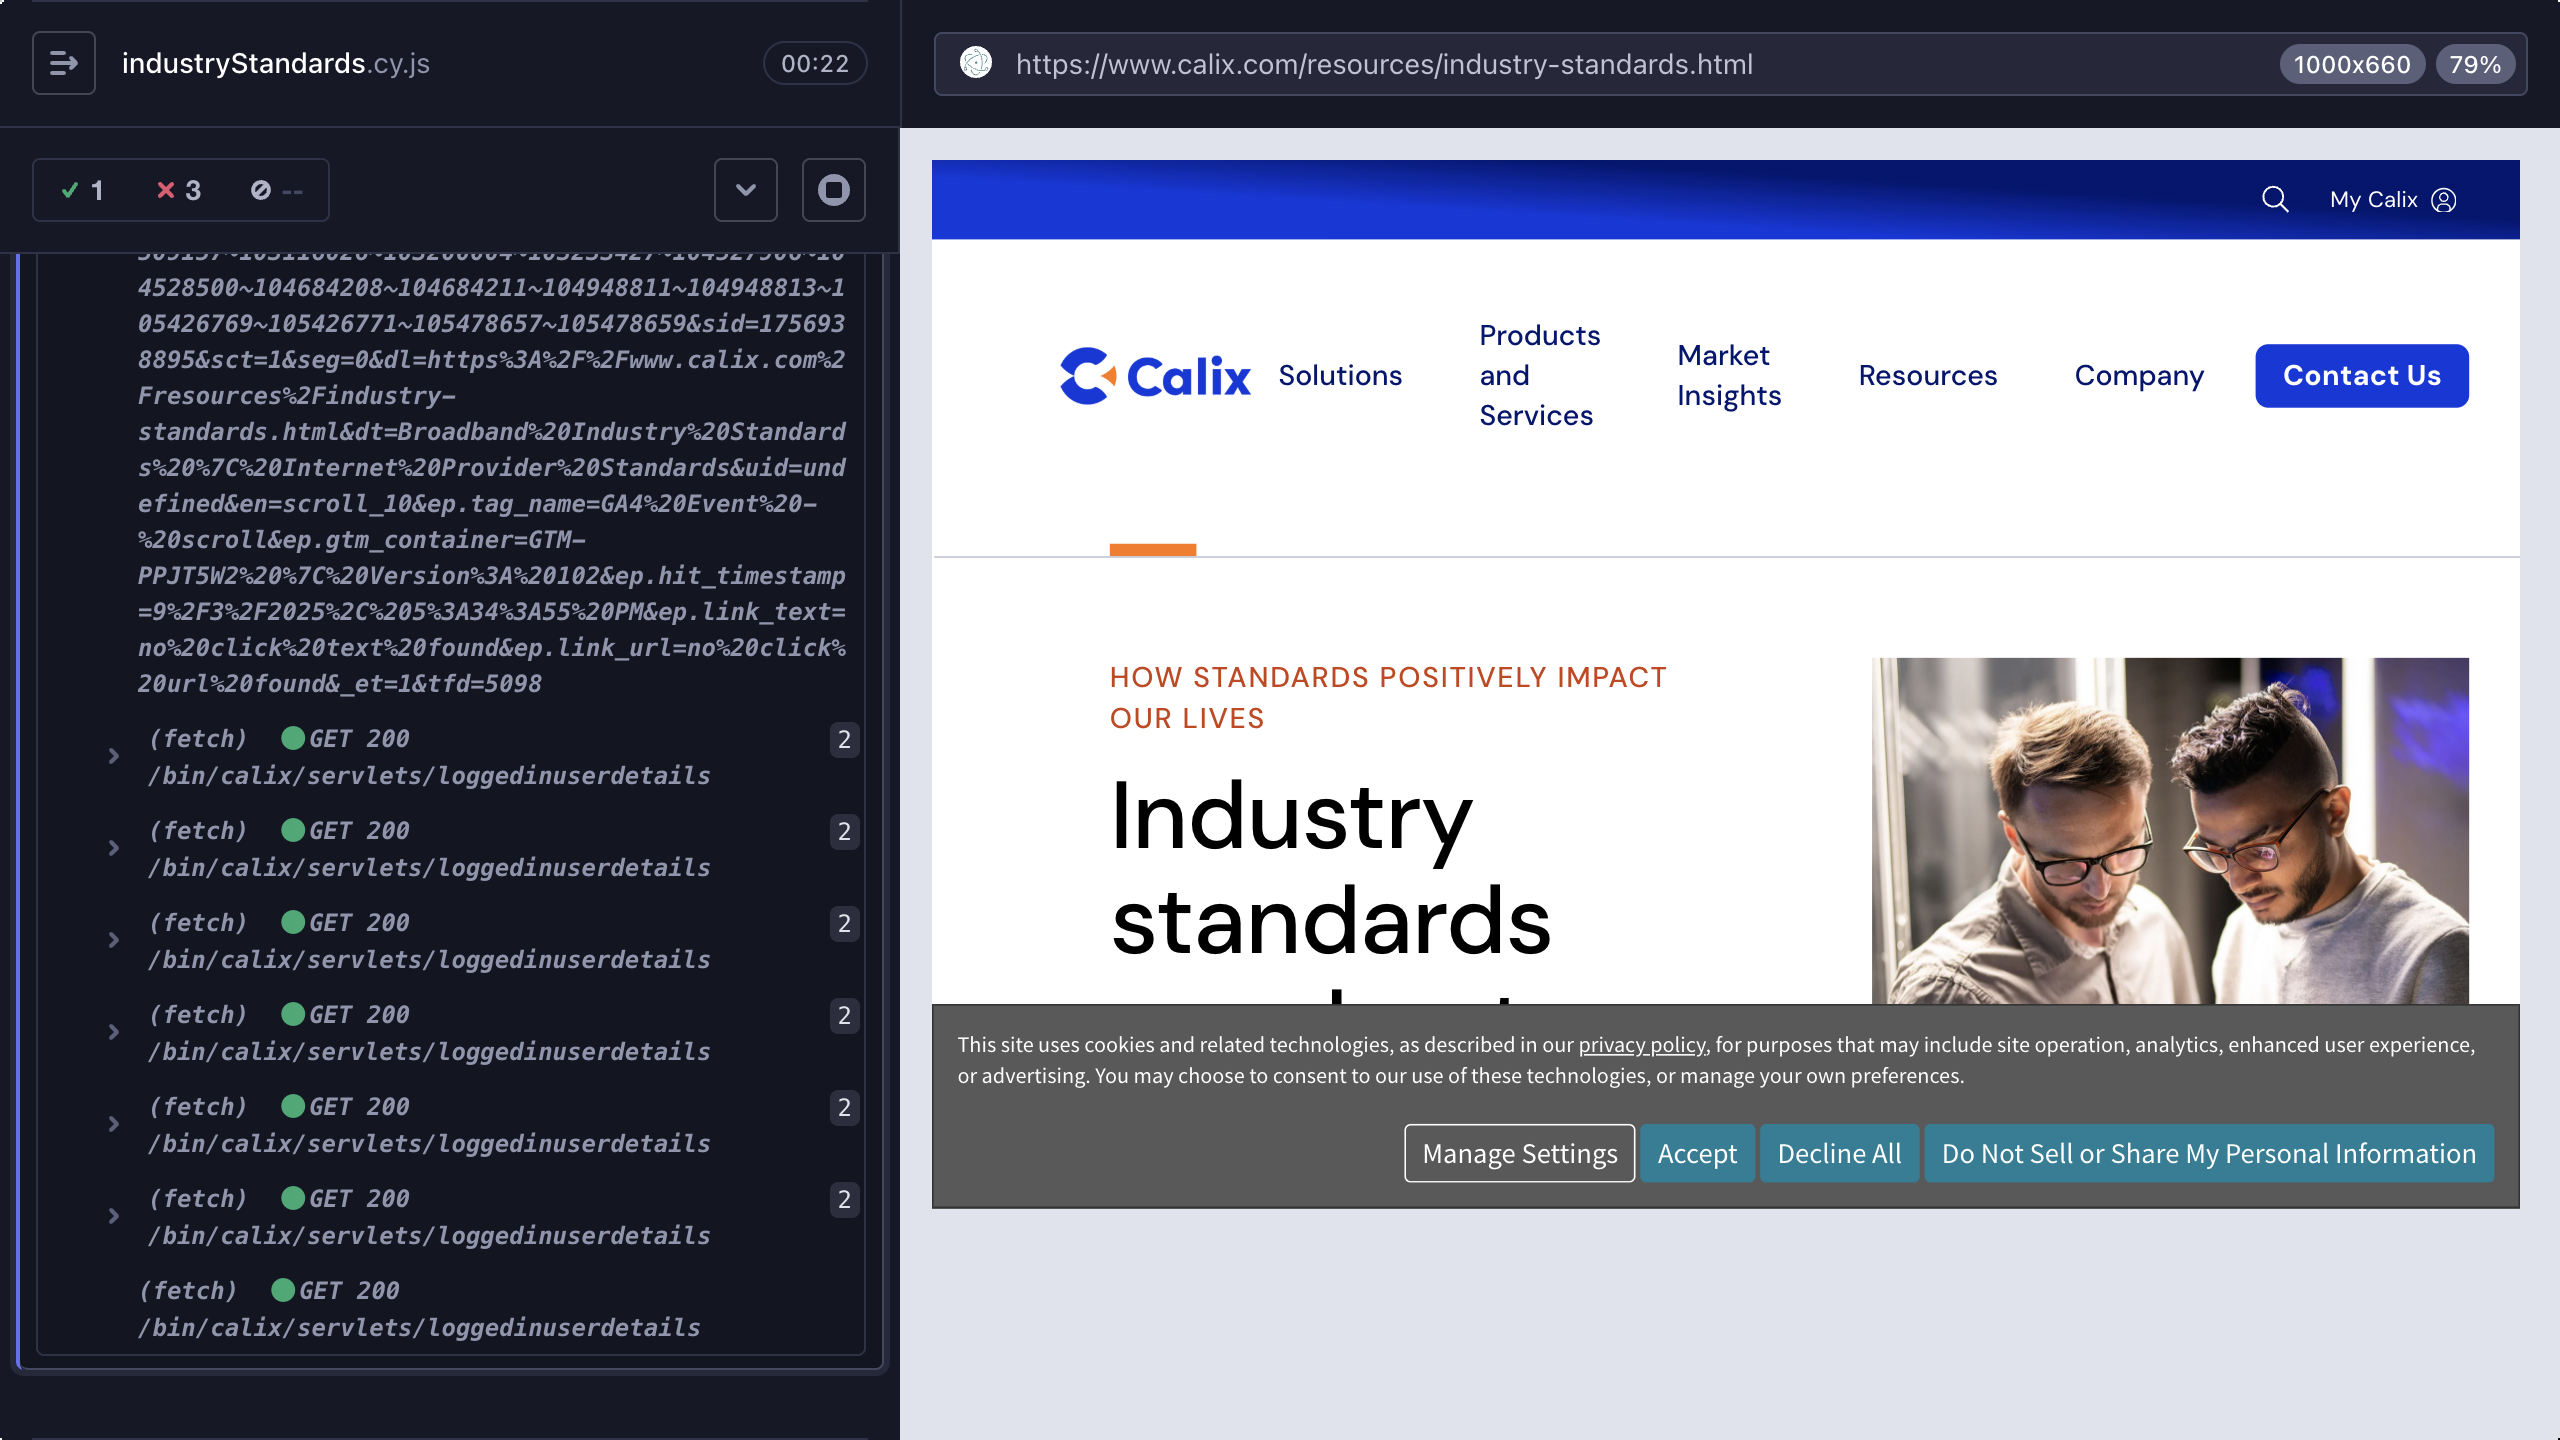 industryStandards.cy.js
00:22
1
3
--
4528500~104684208~104684211~104948811~104948813~1
05426769~105426771~105478657~105478659&sid=175693
8895&sct=1&seg=0&dl=https%3A%2F%2Fwww.calix.com%2
Fresources%2Findustry-
standards.html&dt=Broadband%20Industry%20Standard
s%20%7C%20Internet%20Provider%20Standards&uid=und
efined&en=scroll_10&ep.tag_name=GA4%20Event%20-
%20scroll&ep.gtm_container=GTM-
PPJT5W2%20%7C%20Version%3A%20102&ep.hit_timestamp
=9%2F3%2F2025%2C%205%3A34%3A55%20PM&ep.link_text=
no%20click%20text%20found&ep.link_url=no%20click%
20url%20found&_et=1&tfd=5098
(fetch) GET 200 2
/bin/calix/servlets/loggedinuserdetails
(fetch) GET 200 2
/bin/calix/servlets/loggedinuserdetails
(fetch) GET 200 2
/bin/calix/servlets/loggedinuserdetails
(fetch) GET 200 2
/bin/calix/servlets/loggedinuserdetails
(fetch) GET 200 2
/bin/calix/servlets/loggedinuserdetails
(fetch) GET 200 2
/bin/calix/servlets/loggedinuserdetails
(fetch) GET 200
/bin/calix/servlets/loggedinuserdetails
https://www.calix.com/resources/industry-standards.html
1000x660
79%
My Calix
Calix
Solutions
Products
and
Services
Market
Insights
Resources
Company
Contact Us
HOW STANDARDS POSITIVELY IMPACT
OUR LIVES
Industry
standards
This site uses cookies and related technologies, as described in our privacy policy, for purposes that may include site operation, analytics, enhanced user experience,
or advertising. You may choose to consent to our use of these technologies, or manage your own preferences.
Manage Settings
Accept
Decline All
Do Not Sell or Share My Personal Information